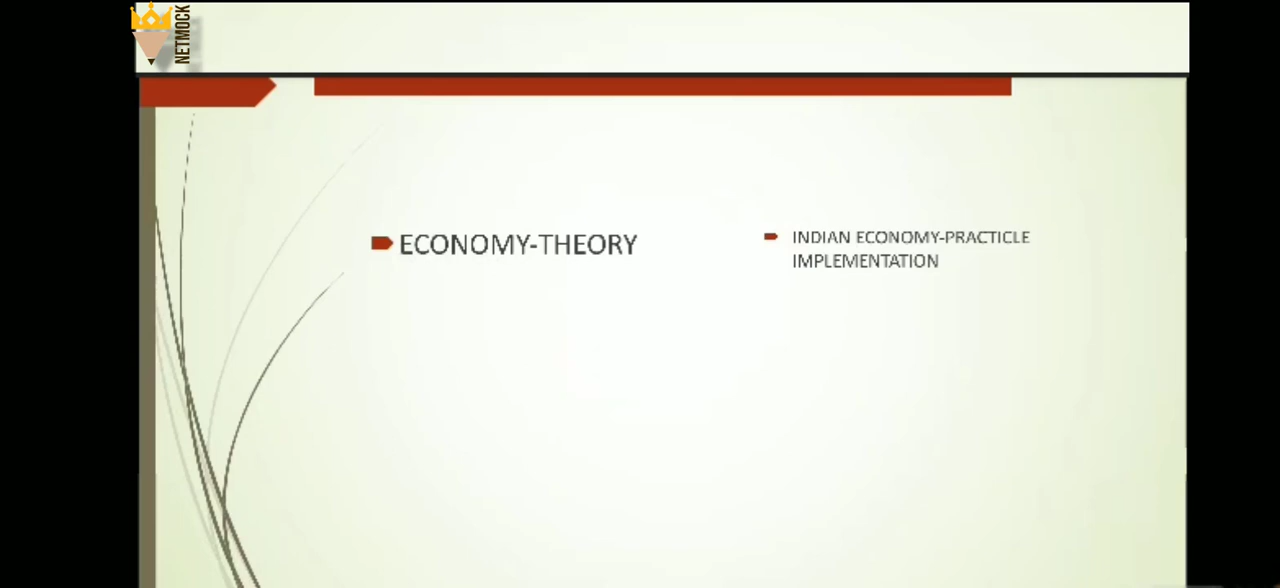 NETMOCK
ECONOMY-THEORY
INDIAN ECONOMY-PRACTICLE
IMPLEMENTATION